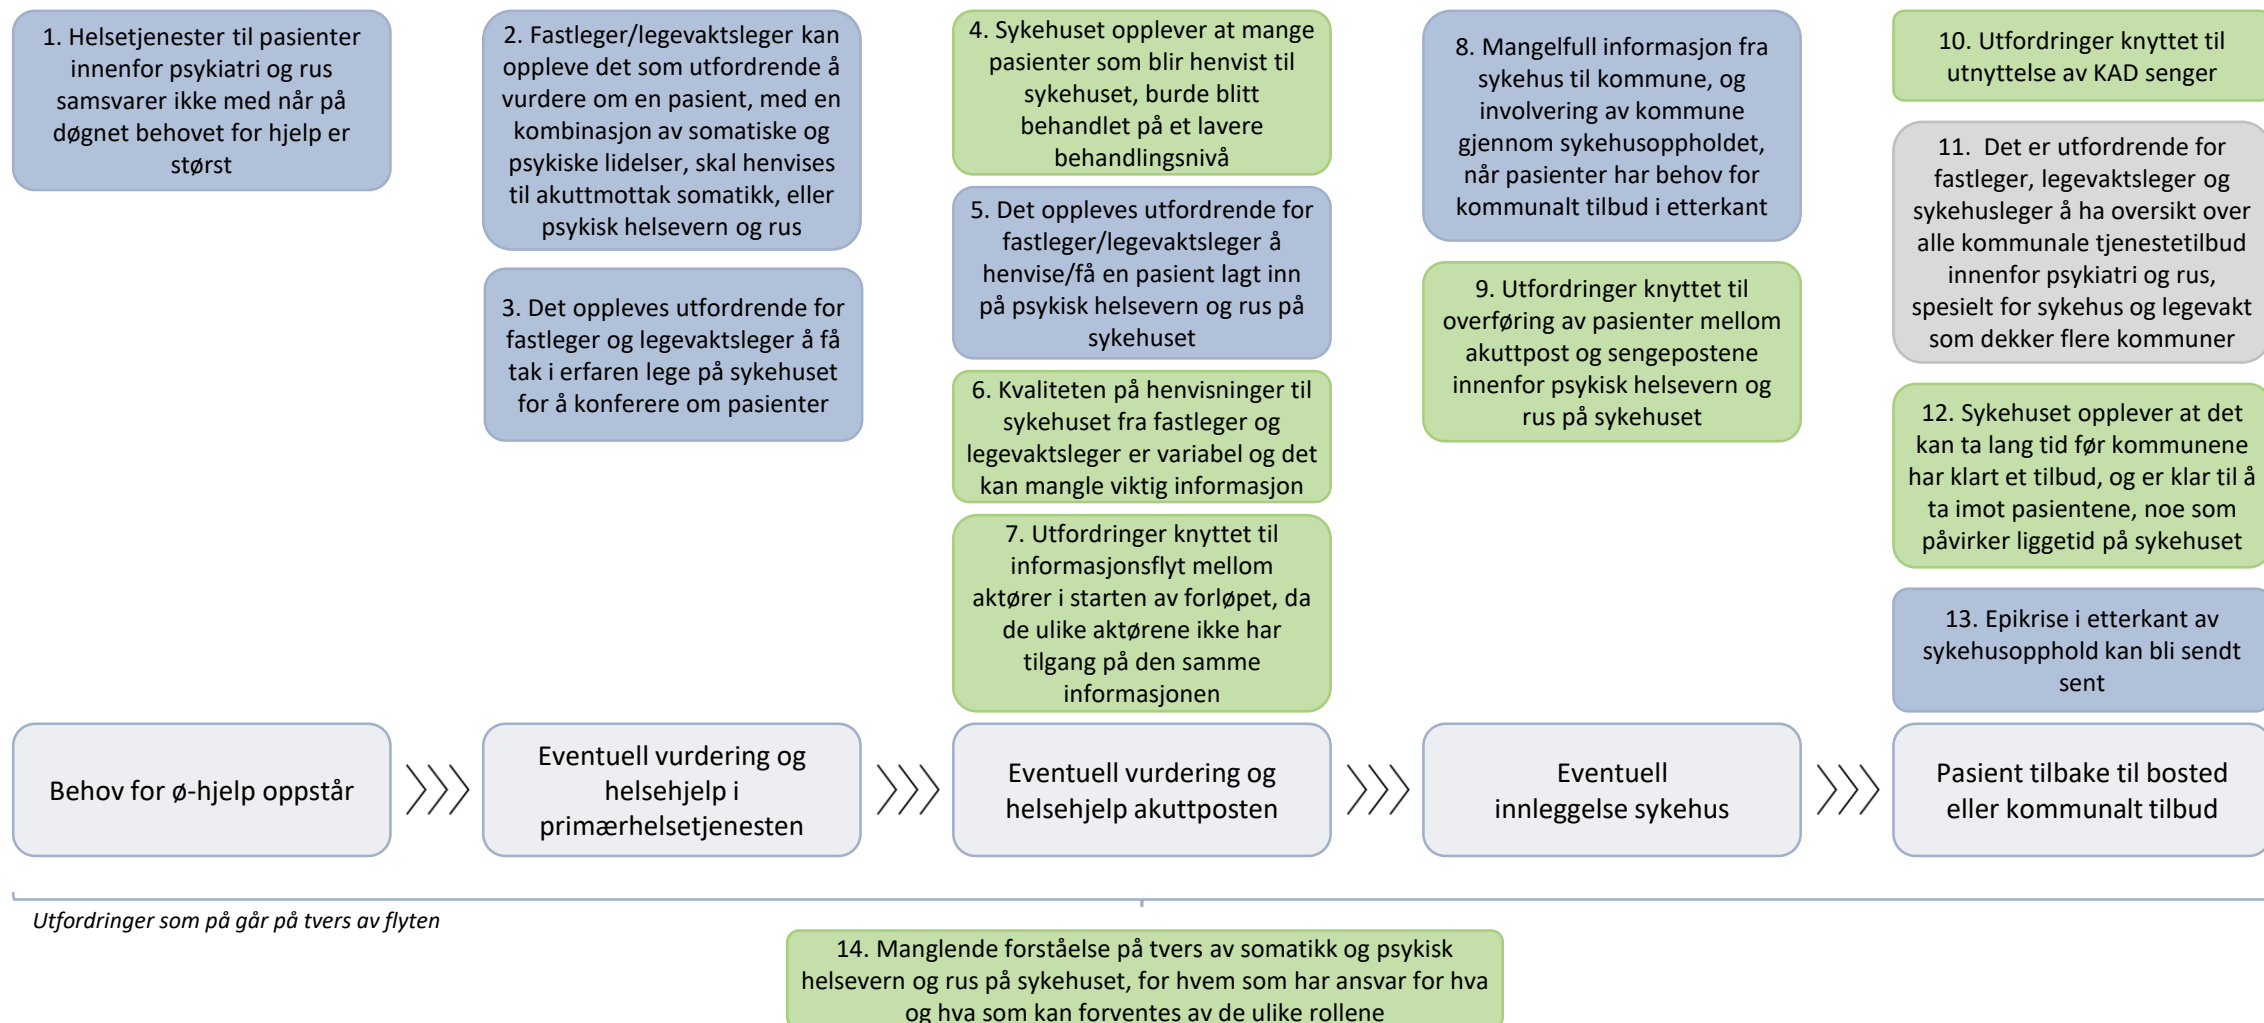 1. Helsetjenester til pasienter
innenfor psykiatri og rus
samsvarer ikke med når på
døgnet behovet for hjelp er
størst
2. Fastleger/legevaktsleger kan
oppleve det som utfordrende å
vurdere om en pasient, med en
kombinasjon av somatiske og
psykiske lidelser, skal henvises
til akuttmottak somatikk, eller
psykisk helsevern og rus
3. Det oppleves utfordrende for
fastleger og legevaktsleger å få
tak i erfaren lege på sykehuset
for å konferere om pasienter
4. Sykehuset opplever at mange
pasienter som blir henvist til
sykehuset, burde blitt
behandlet på et lavere
behandlingsnivå
5. Det oppleves utfordrende for
fastleger/legevaktsleger å
henvise/få en pasient lagt inn
på psykisk helsevern og rus på
sykehuset
6. Kvaliteten på henvisninger til
sykehuset fra fastleger og
legevaktsleger er variabel og det
kan mangle viktig informasjon
7. Utfordringer knyttet til
informasjonsflyt mellom
aktører i starten av forløpet, da
de ulike aktørene ikke har
tilgang på den samme
informasjonen
8. Mangelfull informasjon fra
sykehus til kommune, og
involvering av kommune
gjennom sykehusoppholdet,
når pasienter har behov for
kommunalt tilbud i etterkant
9. Utfordringer knyttet til
overføring av pasienter mellom
akuttpost og sengepostene
innenfor psykisk helsevern og
rus på sykehuset
10. Utfordringer knyttet til
utnyttelse av KAD senger
11. Det er utfordrende for
fastleger, legevaktsleger og
sykehusleger å ha oversikt over
alle kommunale tjenestetilbud
innenfor psykiatri og rus,
spesielt for sykehus og legevakt
som dekker flere kommuner
12. Sykehuset opplever at det
kan ta lang tid før kommunene
har klart et tilbud, og er klar til å
ta imot pasientene, noe som
påvirker liggetid på sykehuset
13. Epikrise i etterkant av
sykehusopphold kan bli sendt
sent
Behov for ø-hjelp oppstår
Eventuell vurdering og
helsehjelp i
primærhelsetjenesten
Eventuell vurdering og
helsehjelp akuttposten
Eventuell
innleggelse sykehus
Pasient tilbake til bosted
eller kommunalt tilbud
Utfordringer som på går på tvers av flyten
14. Manglende forståelse på tvers av somatikk og psykisk
helsevern og rus på sykehuset, for hvem som har ansvar for hva
og hva som kan forventes av de ulike rollene